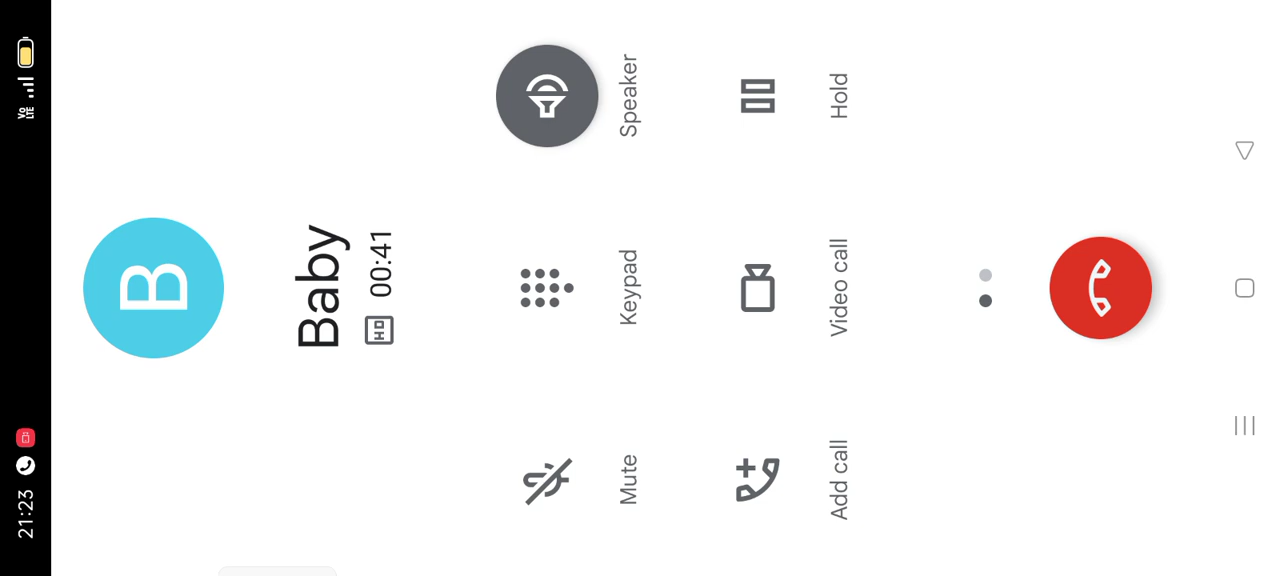 21:23
Vo
LTE
B
Baby
HD 00:41
Mute Keypad Speaker
Add call Video call Hold